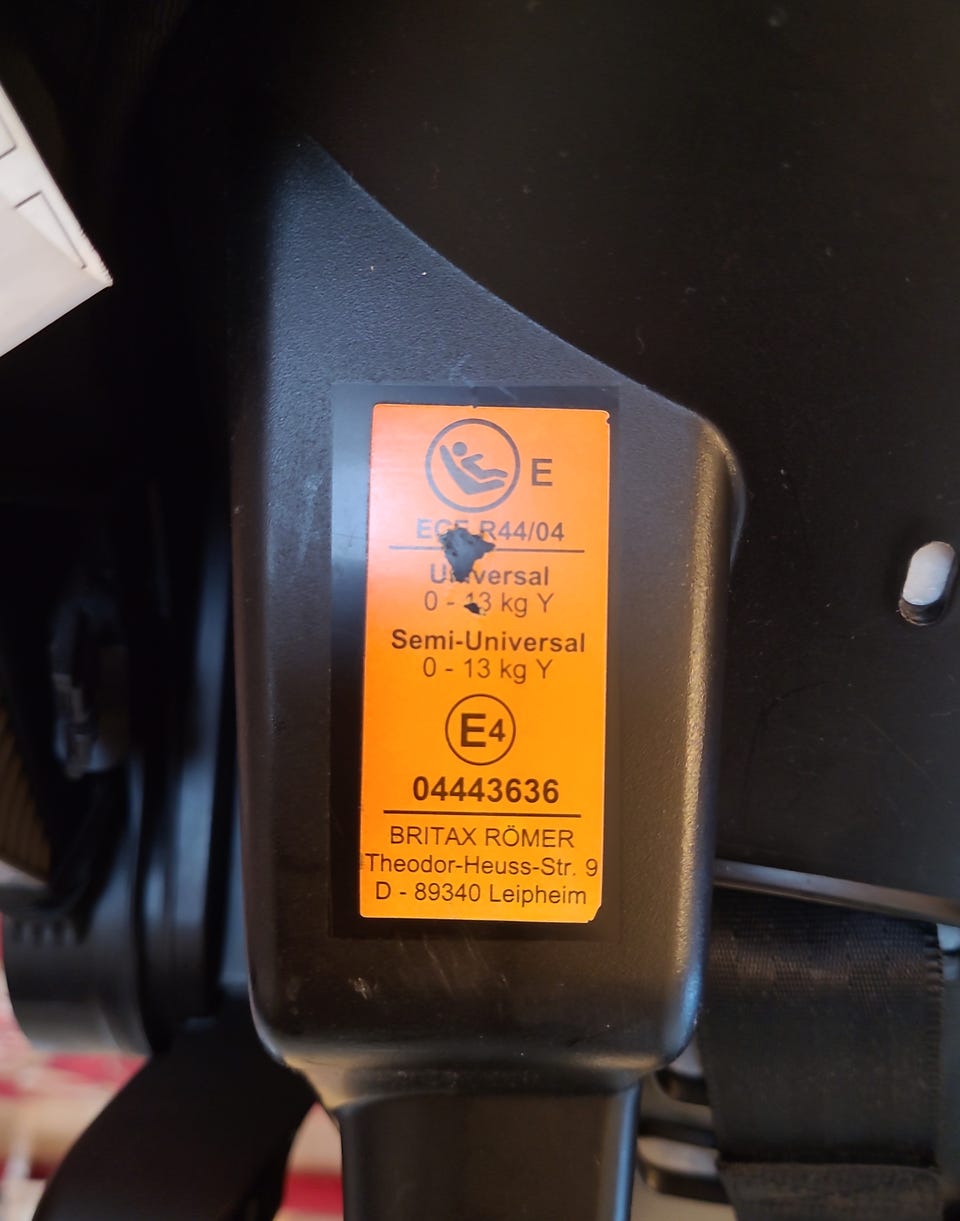 E
ECE R44/04
Universal
0 - 13 kg Y
Semi-Universal
0 - 13 kg Y
E4
04443636
BRITAX RÖMER
Theodor-Heuss-Str. 9
D - 89340 Leipheim